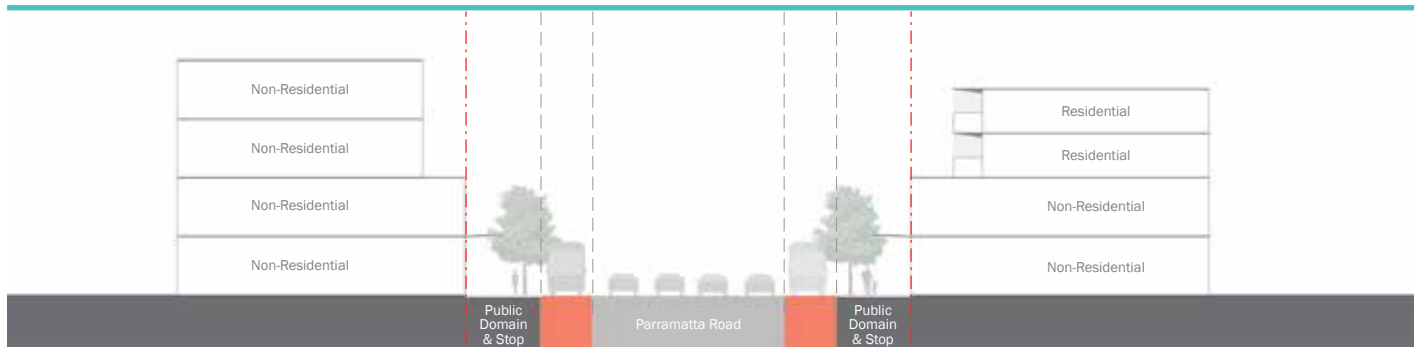 Non-Residential
Non-Residential
Non-Residential
Non-Residential
Residential
Residential
Non-Residential
Non-Residential
Public
Domain
& Stop
Parramatta Road
Public
Domain
& Stop